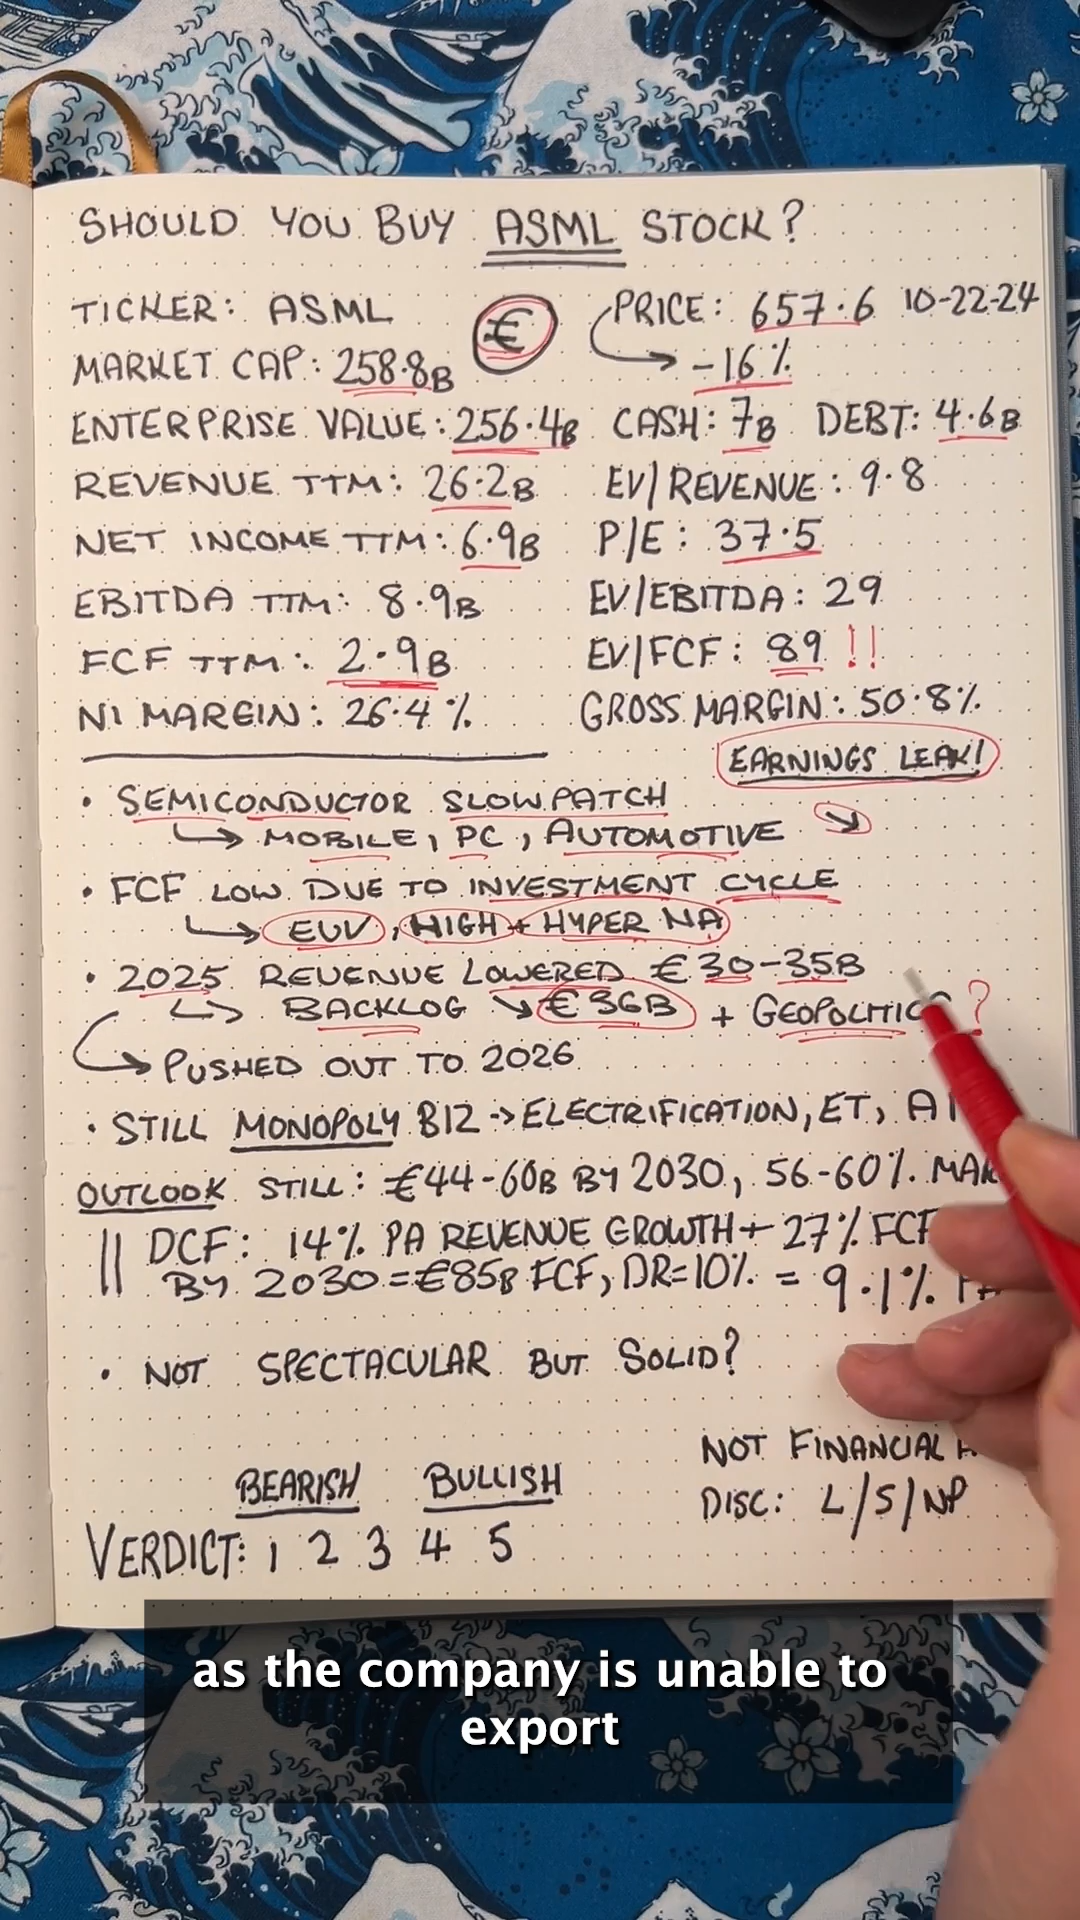 SHOULD YOU BUY ASML STOCK?
TICKER: ASML € PRICE: 657.6 10-22-24
MARKET CAP: 258.8B → -16%
ENTERPRISE VALUE: 256.4B CASH: 7B DEBT: 4.6B
REVENUE TTM: 26.2B EV/REVENUE: 9.8
NET INCOME TTM: 6.9B P/E: 37.5
EBITDA TTM: 8.9B EV/EBITDA: 29
FCF TTM: 2.9B EV/FCF: 89 !!
NI MARGIN: 26.4% GROSS MARGIN: 50.8%
EARNINGS LEAK!
• SEMICONDUCTOR SLOW PATCH
↳ MOBILE, PC, AUTOMOTIVE ↘
• FCF LOW DUE TO INVESTMENT CYCLE
↳ EUV, HIGH + HYPER NA
• 2025 REVENUE LOWERED €30-35B
↳ BACKLOG ↘ €36B + GEOPOLITICS?
→ PUSHED OUT TO 2026
• STILL MONOPOLY BIZ → ELECTRIFICATION, ET, AI
OUTLOOK STILL: €44-60B BY 2030, 56-60% MAR
DCF: 14% PA REVENUE GROWTH + 27% FCF
BY 2030 = €85B FCF, DR=10% = 9.1% PA
• NOT SPECTACULAR BUT SOLID?
NOT FINANCIAL
BEARISH BULLISH
DISC: L/S/NP
VERDICT: 1 2 3 4 5
as the company is unable to
export